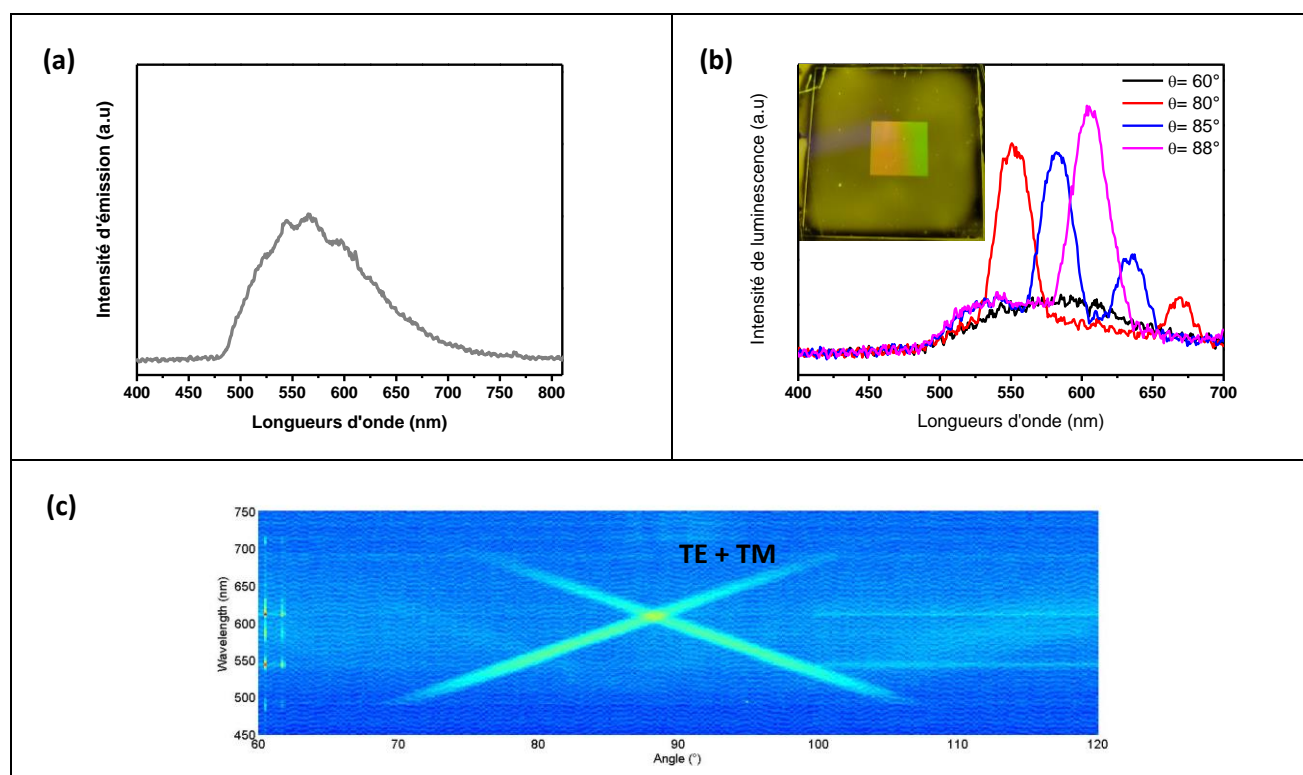 (a)
Intensité d'émission (a.u)
400 450 500 550 600 650 700 750 800
Longueurs d'onde (nm)
(b)
Intensité de luminescence (a.u)
θ= 60°
θ= 80°
θ= 85°
θ= 88°
400 450 500 550 600 650 700
Longueurs d'onde (nm)
(c)
TE + TM
Wavelength (nm)
750
700
650
600
550
500
450
60 70 80 90 100 110 120
Angle (°)